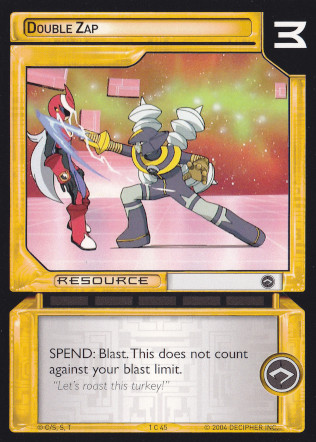 DOUBLE ZAP
3
RESOURCE
SPEND: Blast. This does not count
against your blast limit.
"Let's roast this turkey!"
© C/S, S, T 1 C 45 © 2004 DECIPHER INC.